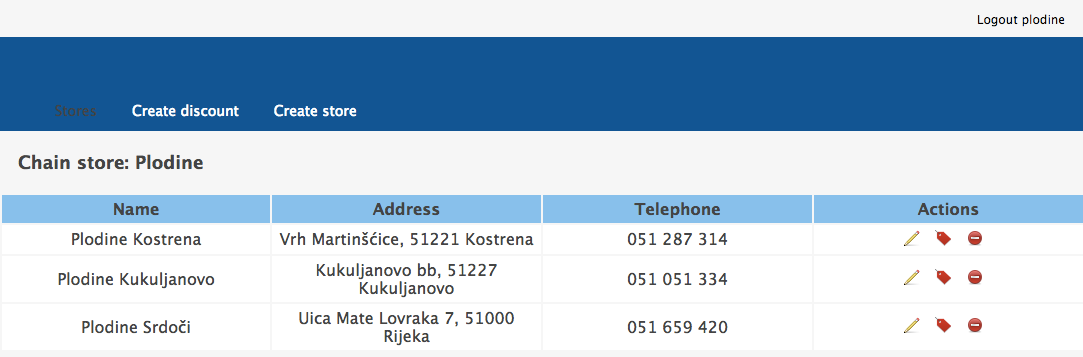 Logout plodine
Stores Create discount Create store
Chain store: Plodine
Name Address Telephone Actions
Plodine Kostrena Vrh Martinšćice, 51221 Kostrena 051 287 314
Plodine Kukuljanovo Kukuljanovo bb, 51227 Kukuljanovo 051 051 334
Plodine Srdoči Uica Mate Lovraka 7, 51000 Rijeka 051 659 420